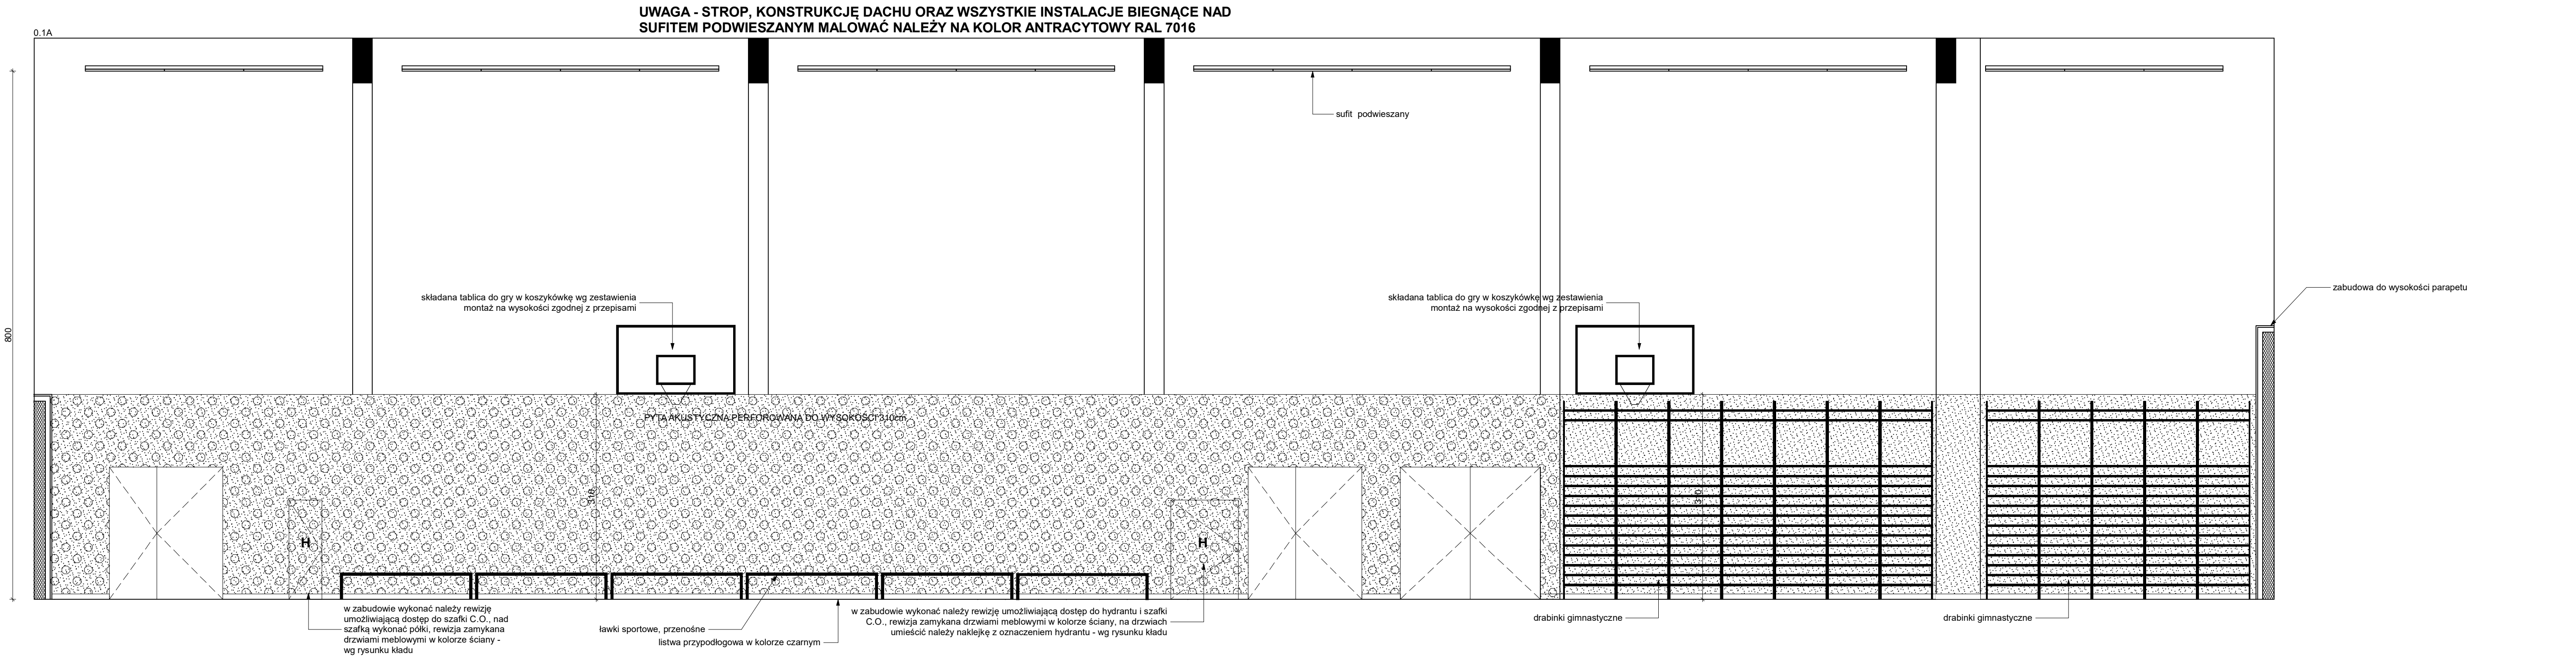 UWAGA - STROP, KONSTRUKCJĘ DACHU ORAZ WSZYSTKIE INSTALACJE BIEGNĄCE NAD
SUFITEM PODWIESZANYM MALOWAĆ NALEŻY NA KOLOR ANTRACYTOWY RAL 7016
0.1A
sufit podwieszany
zabudowa do wysokości parapetu
składana tablica do gry w koszykówkę wg zestawienia
montaż na wysokości zgodnej z przepisami
składana tablica do gry w koszykówkę wg zestawienia
montaż na wysokości zgodnej z przepisami
800
PYTA AKUSTYCZNA PERFOROWANA DO WYSOKOŚCI 310cm
310
310
H
H
w zabudowie wykonać należy rewizję
umożliwiającą dostęp do szafki C.O., nad
szafką wykonać półki, rewizja zamykana
drzwiami meblowymi w kolorze ściany -
wg rysunku kładu
ławki sportowe, przenośne
listwa przypodłogowa w kolorze czarnym
w zabudowie wykonać należy rewizję umożliwiającą dostęp do hydrantu i szafki
C.O., rewizja zamykana drzwiami meblowymi w kolorze ściany, na drzwiach
umieścić należy naklejkę z oznaczeniem hydrantu - wg rysunku kładu
drabinki gimnastyczne
drabinki gimnastyczne